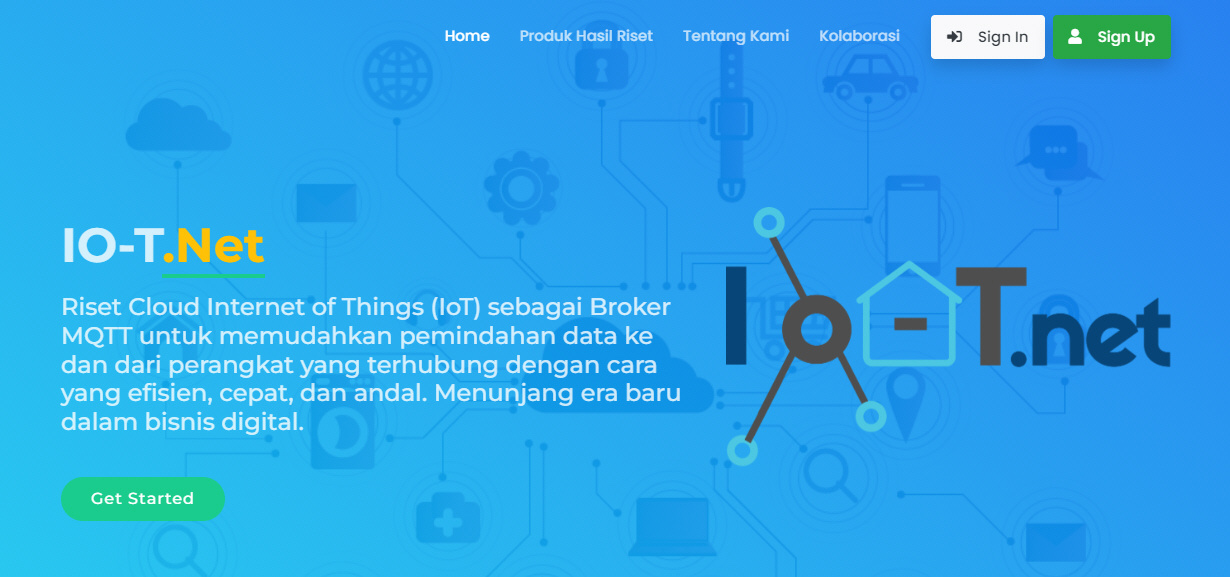 Home Produk Hasil Riset Tentang Kami Kolaborasi Sign In Sign Up
IO-T.Net
Riset Cloud Internet of Things (IoT) sebagai Broker
MQTT untuk memudahkan pemindahan data ke
dan dari perangkat yang terhubung dengan cara
yang efisien, cepat, dan andal. Menunjang era baru
dalam bisnis digital.
Get Started
Io-T.net